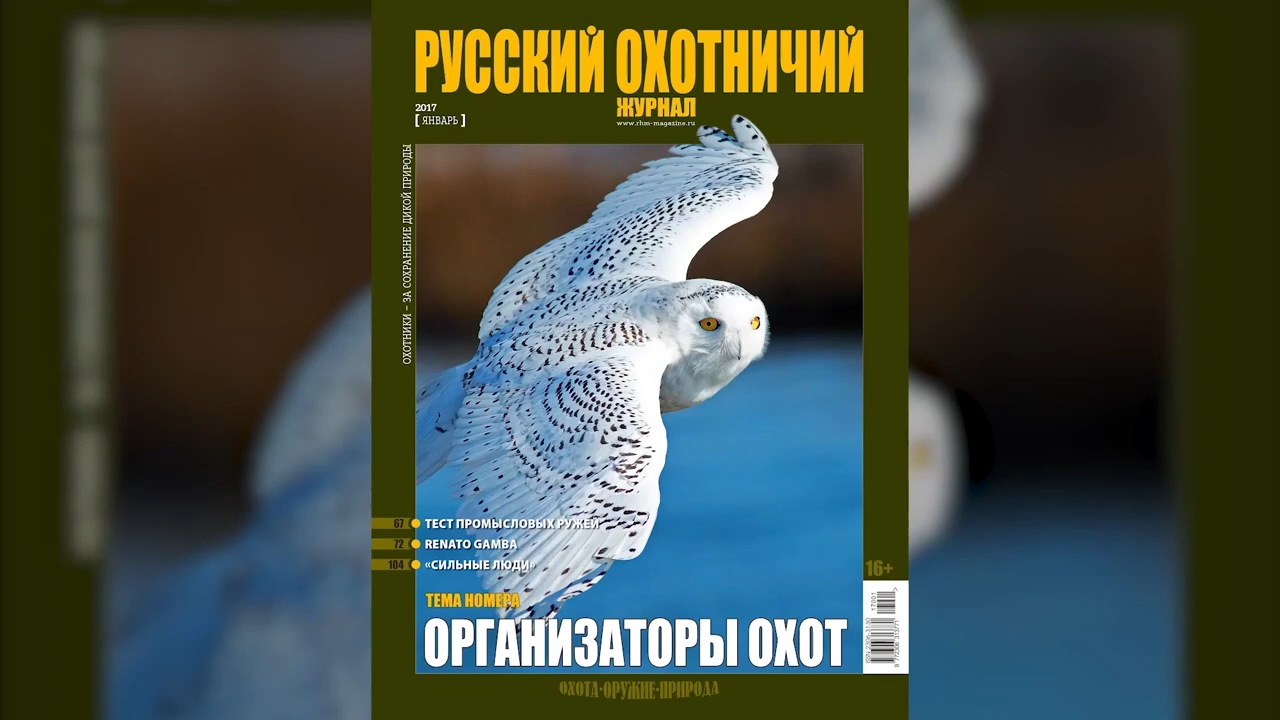 РУССКИЙ ОХОТНИЧИЙ
ЖУРНАЛ
www.rhm-magazine.ru
2017
[ ЯНВАРЬ ]
ОХОТНИКИ – ЗА СОХРАНЕНИЕ ДИКОЙ ПРИРОДЫ
67 ТЕСТ ПРОМЫСЛОВЫХ РУЖЕЙ
72 RENATO GAMBA
104 «СИЛЬНЫЕ ЛЮДИ»
ТЕМА НОМЕРА
ОРГАНИЗАТОРЫ ОХОТ
16+
17001
ОХОТА·ОРУЖИЕ·ПРИРОДА